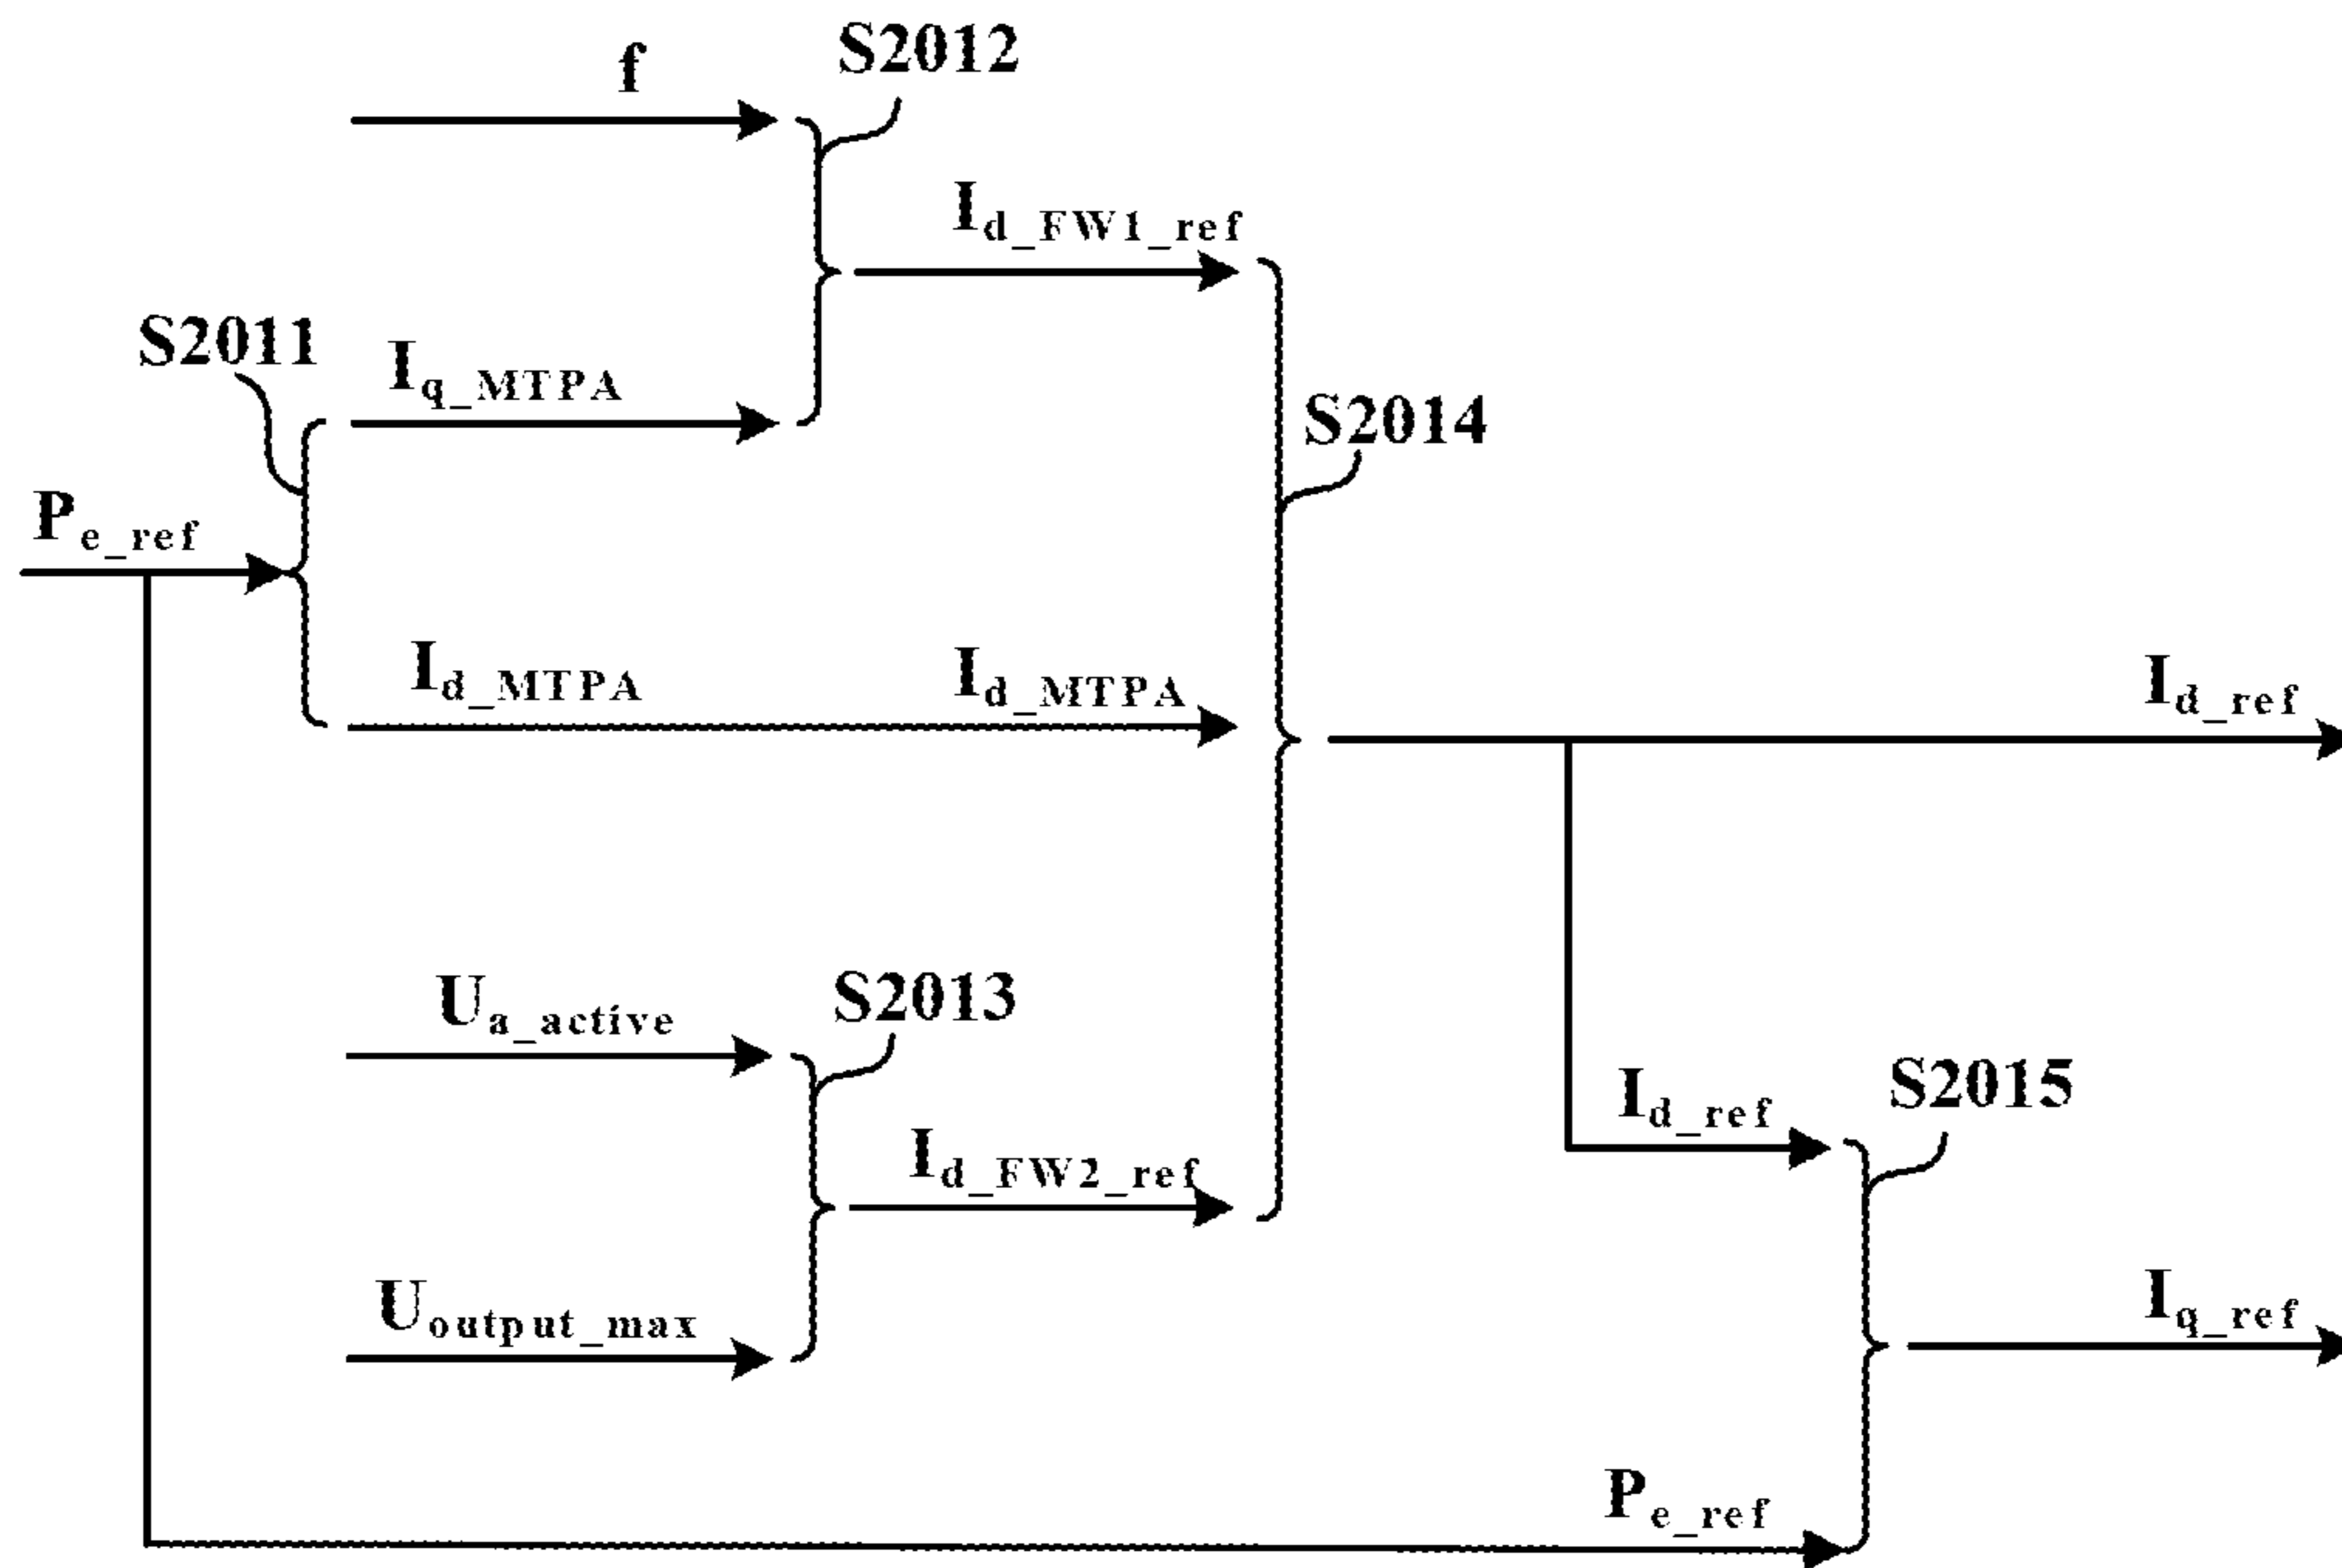 f
S2012
I_d_FW1_ref
S2011
I_q_MTPA
S2014
P_e_ref
I_d_MTPA
I_d_MTPA
I_d_ref
U_a_active
S2013
S2015
I_d_ref
I_d_FW2_ref
U_output_max
I_q_ref
P_e_ref